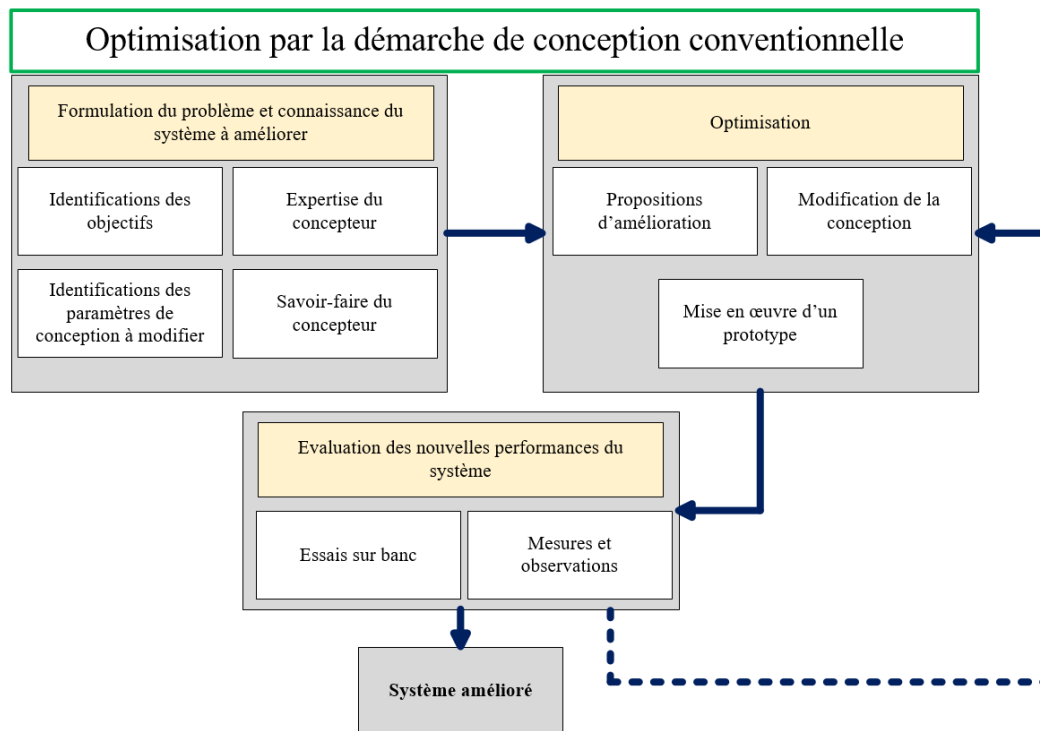 Optimisation par la démarche de conception conventionnelle
Formulation du problème et connaissance du
système à améliorer
Identifications des
objectifs
Expertise du
concepteur
Identifications des
paramètres de
conception à modifier
Savoir-faire du
concepteur
Optimisation
Propositions
d’amélioration
Modification de la
conception
Mise en œuvre d’un
prototype
Evaluation des nouvelles performances du
système
Essais sur banc
Mesures et
observations
Système amélioré